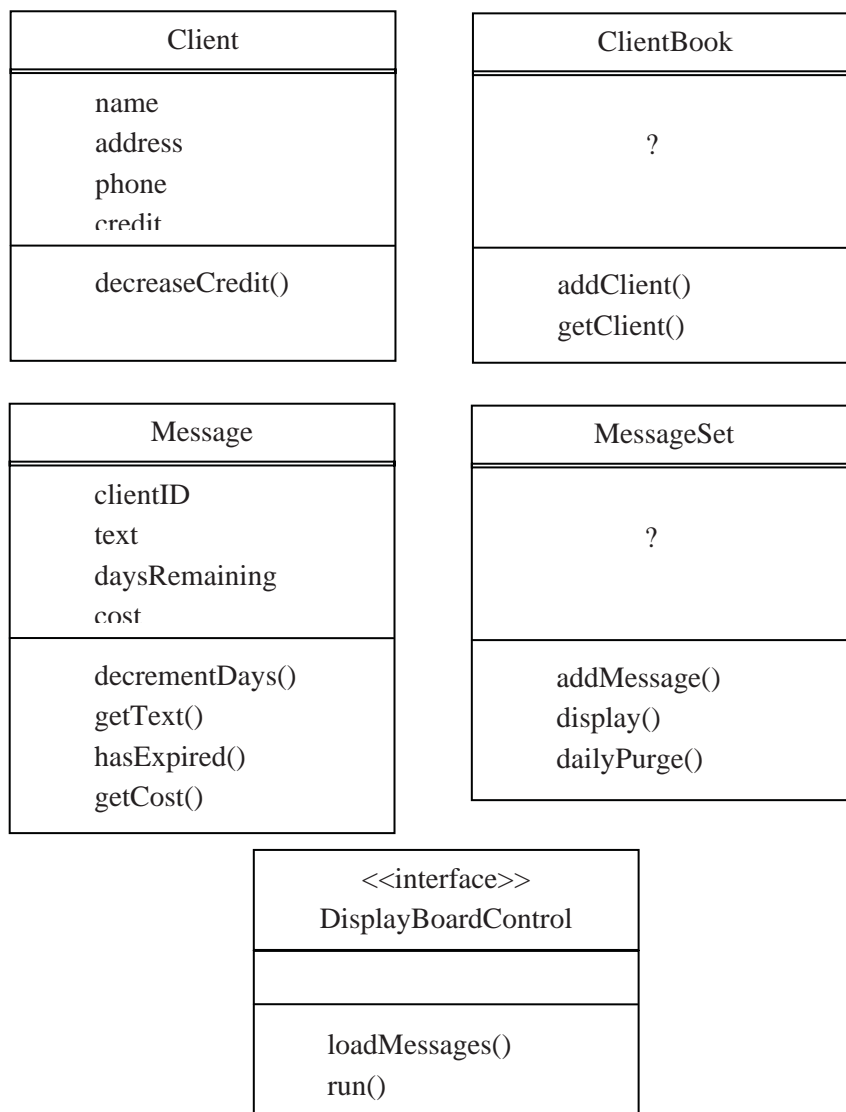 Client
name
address
phone
credit
decreaseCredit()
ClientBook
?
addClient()
getClient()
Message
clientID
text
daysRemaining
cost
decrementDays()
getText()
hasExpired()
getCost()
MessageSet
?
addMessage()
display()
dailyPurge()
<<interface>>
DisplayBoardControl
loadMessages()
run()